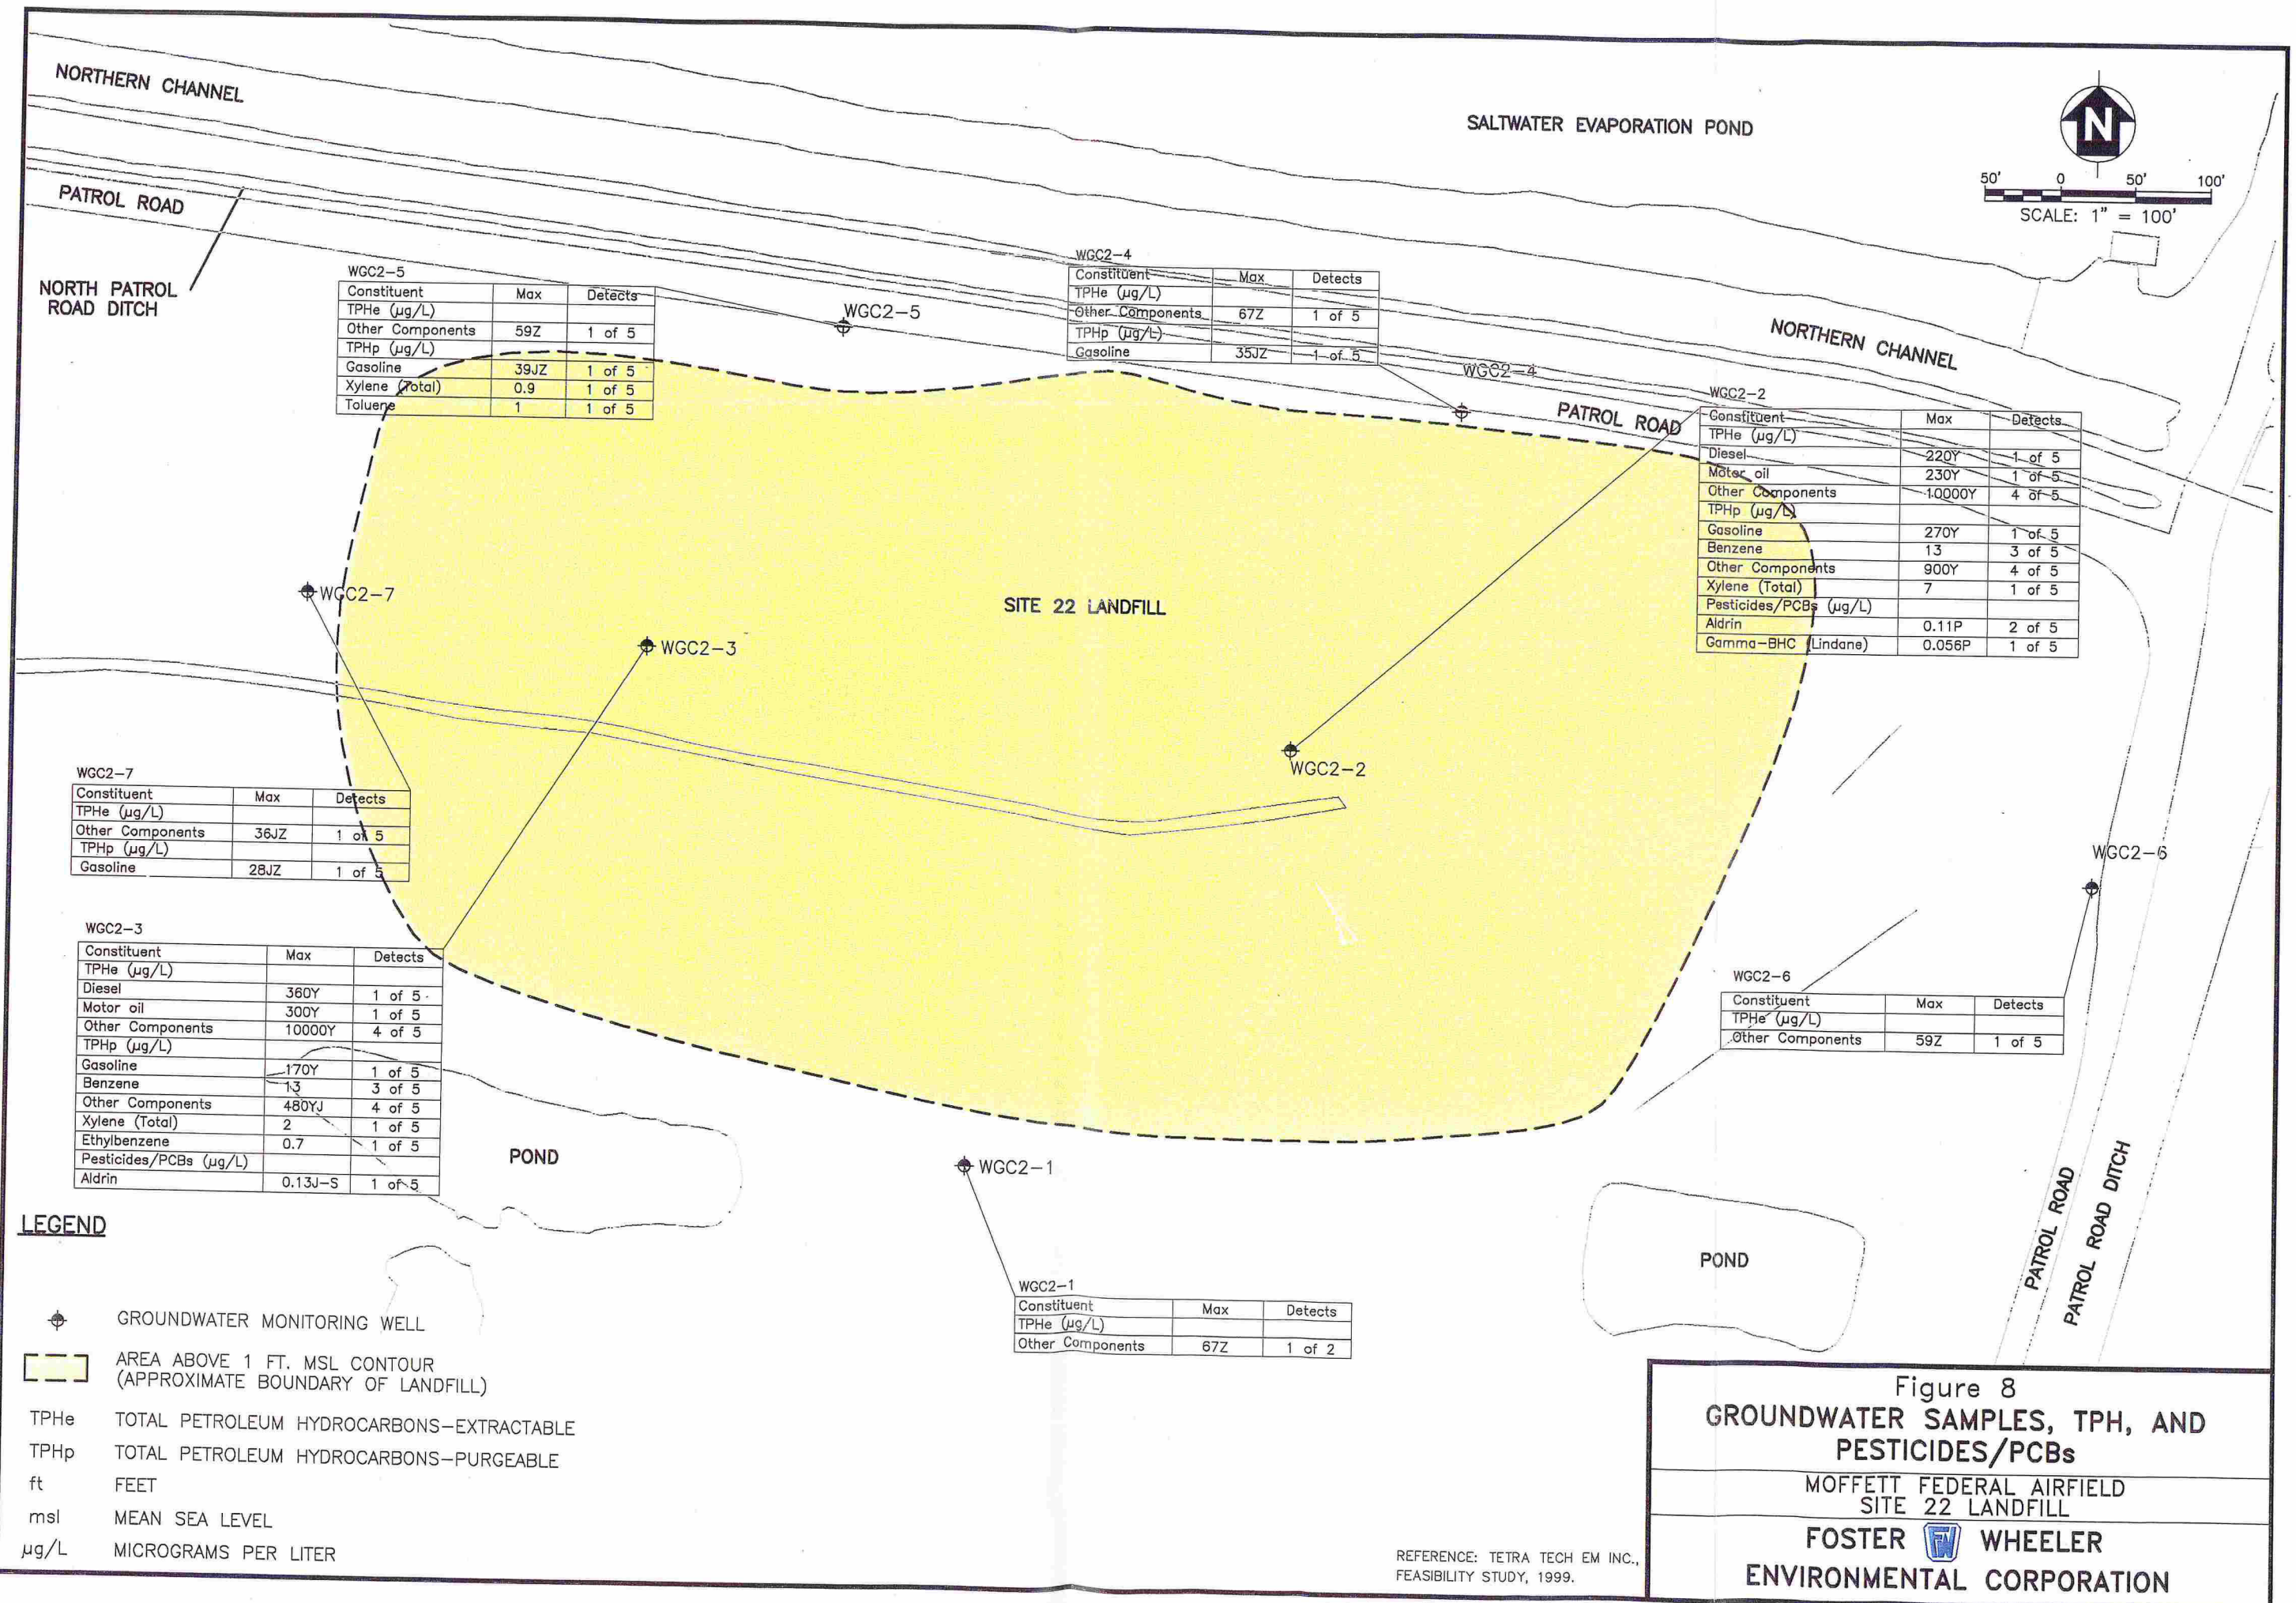 NORTHERN CHANNEL
SALTWATER EVAPORATION POND
N
50' 0 50' 100'
SCALE: 1" = 100'
PATROL ROAD
NORTH PATROL
ROAD DITCH
WGC2-5
Constituent Max Detects
TPHe (µg/L)
Other Components 59Z 1 of 5
TPHp (µg/L)
Gasoline 39JZ 1 of 5
Xylene (Total) 0.9 1 of 5
Toluene 1 1 of 5
WGC2-5
WGC2-4
Constituent Max Detects
TPHe (µg/L)
Other Components 67Z 1 of 5
TPHp (µg/L)
Gasoline 35JZ 1 of 5
WGC2-4
NORTHERN CHANNEL
PATROL ROAD
WGC2-2
Constituent Max Detects
TPHe (µg/L)
Diesel 220Y 1 of 5
Motor oil 230Y 1 of 5
Other Components 10000Y 4 of 5
TPHp (µg/L)
Gasoline 270Y 1 of 5
Benzene 13 3 of 5
Other Components 900Y 4 of 5
Xylene (Total) 7 1 of 5
Pesticides/PCBs (µg/L)
Aldrin 0.11P 2 of 5
Gamma-BHC (Lindane) 0.056P 1 of 5
WGC2-7
SITE 22 LANDFILL
WGC2-3
WGC2-2
WGC2-7
Constituent Max Detects
TPHe (µg/L)
Other Components 36JZ 1 of 5
TPHp (µg/L)
Gasoline 28JZ 1 of 5
WGC2-6
WGC2-3
Constituent Max Detects
TPHe (µg/L)
Diesel 360Y 1 of 5
Motor oil 300Y 1 of 5
Other Components 10000Y 4 of 5
TPHp (µg/L)
Gasoline 170Y 1 of 5
Benzene 13 3 of 5
Other Components 480YJ 4 of 5
Xylene (Total) 2 1 of 5
Ethylbenzene 0.7 1 of 5
Pesticides/PCBs (µg/L)
Aldrin 0.13J-S 1 of 5
WGC2-6
Constituent Max Detects
TPHe (µg/L)
Other Components 59Z 1 of 5
POND
WGC2-1
POND
PATROL ROAD
PATROL ROAD DITCH
WGC2-1
Constituent Max Detects
TPHe (µg/L)
Other Components 67Z 1 of 2
LEGEND
GROUNDWATER MONITORING WELL
AREA ABOVE 1 FT. MSL CONTOUR
(APPROXIMATE BOUNDARY OF LANDFILL)
TPHe TOTAL PETROLEUM HYDROCARBONS-EXTRACTABLE
TPHp TOTAL PETROLEUM HYDROCARBONS-PURGEABLE
ft FEET
msl MEAN SEA LEVEL
µg/L MICROGRAMS PER LITER
REFERENCE: TETRA TECH EM INC.,
FEASIBILITY STUDY, 1999.
Figure 8
GROUNDWATER SAMPLES, TPH, AND
PESTICIDES/PCBs
MOFFETT FEDERAL AIRFIELD
SITE 22 LANDFILL
FOSTER FW WHEELER
ENVIRONMENTAL CORPORATION